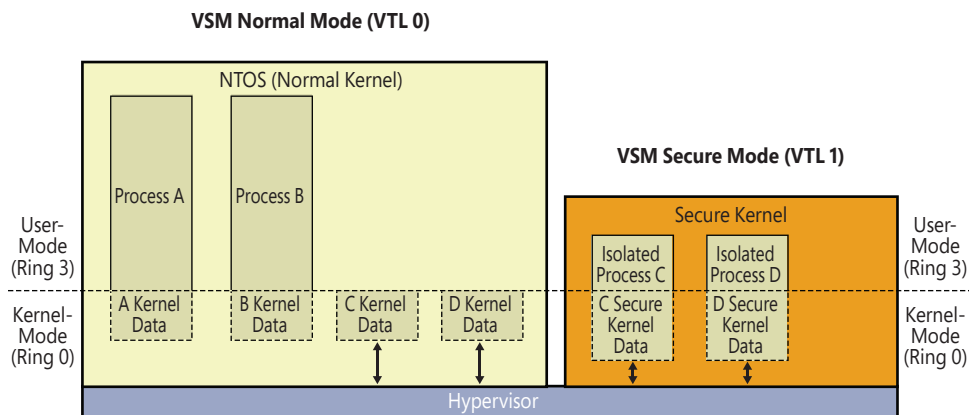 VSM Normal Mode (VTL 0)
NTOS (Normal Kernel)
Process A
Process B
VSM Secure Mode (VTL 1)
Secure Kernel
Isolated
Process C
Isolated
Process D
User-
Mode
(Ring 3)
User-
Mode
(Ring 3)
Kernel-
Mode
(Ring 0)
A Kernel
Data
B Kernel
Data
C Kernel
Data
D Kernel
Data
C Secure
Kernel
Data
D Secure
Kernel
Data
Kernel-
Mode
(Ring 0)
Hypervisor